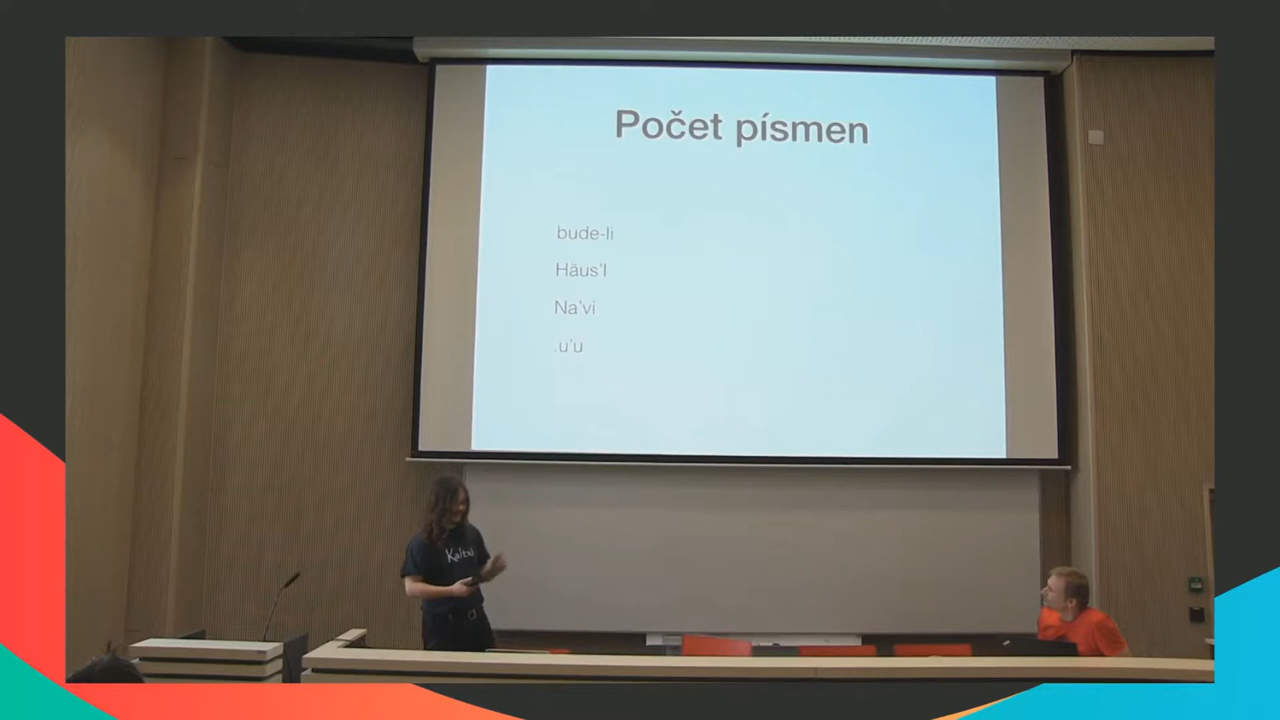 Počet písmen
bude-li
Häus'l
Na'vi
.u'u